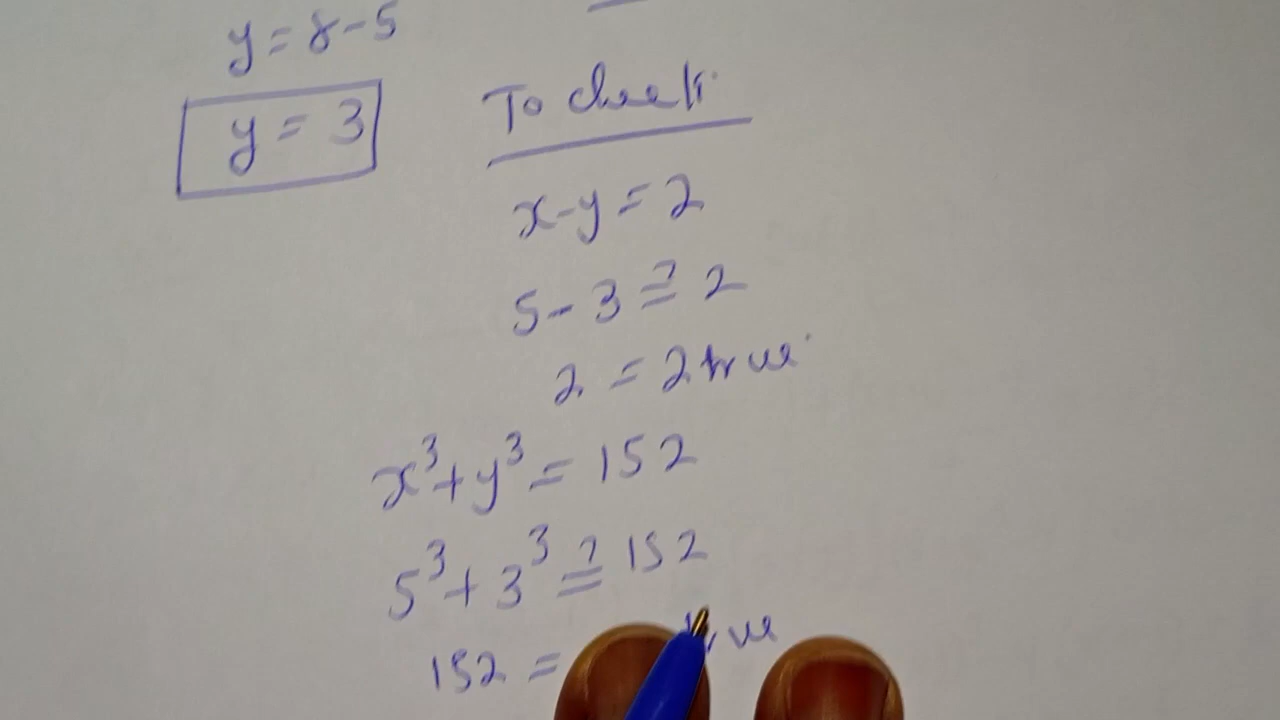 y = 8-5
y = 3
To check
x-y = 2
5 - 3 ≟ 2
2 = 2 true
x³+y³ = 152
5³+3³ ≟ 152
152 = true